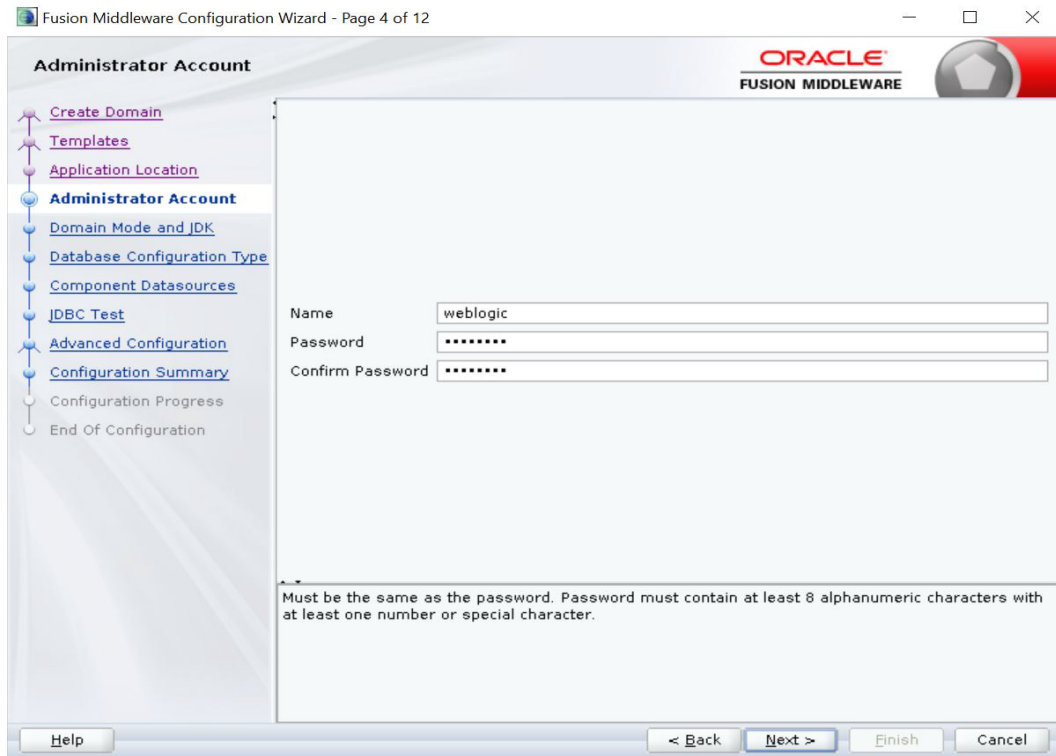 Fusion Middleware Configuration Wizard - Page 4 of 12
Administrator Account
ORACLE
FUSION MIDDLEWARE
Create Domain
Templates
Application Location
Administrator Account
Domain Mode and JDK
Database Configuration Type
Component Datasources
JDBC Test
Advanced Configuration
Configuration Summary
Configuration Progress
End Of Configuration
Name weblogic
Password ••••••••
Confirm Password ••••••••
Must be the same as the password. Password must contain at least 8 alphanumeric characters with
at least one number or special character.
Help < Back Next > Finish Cancel